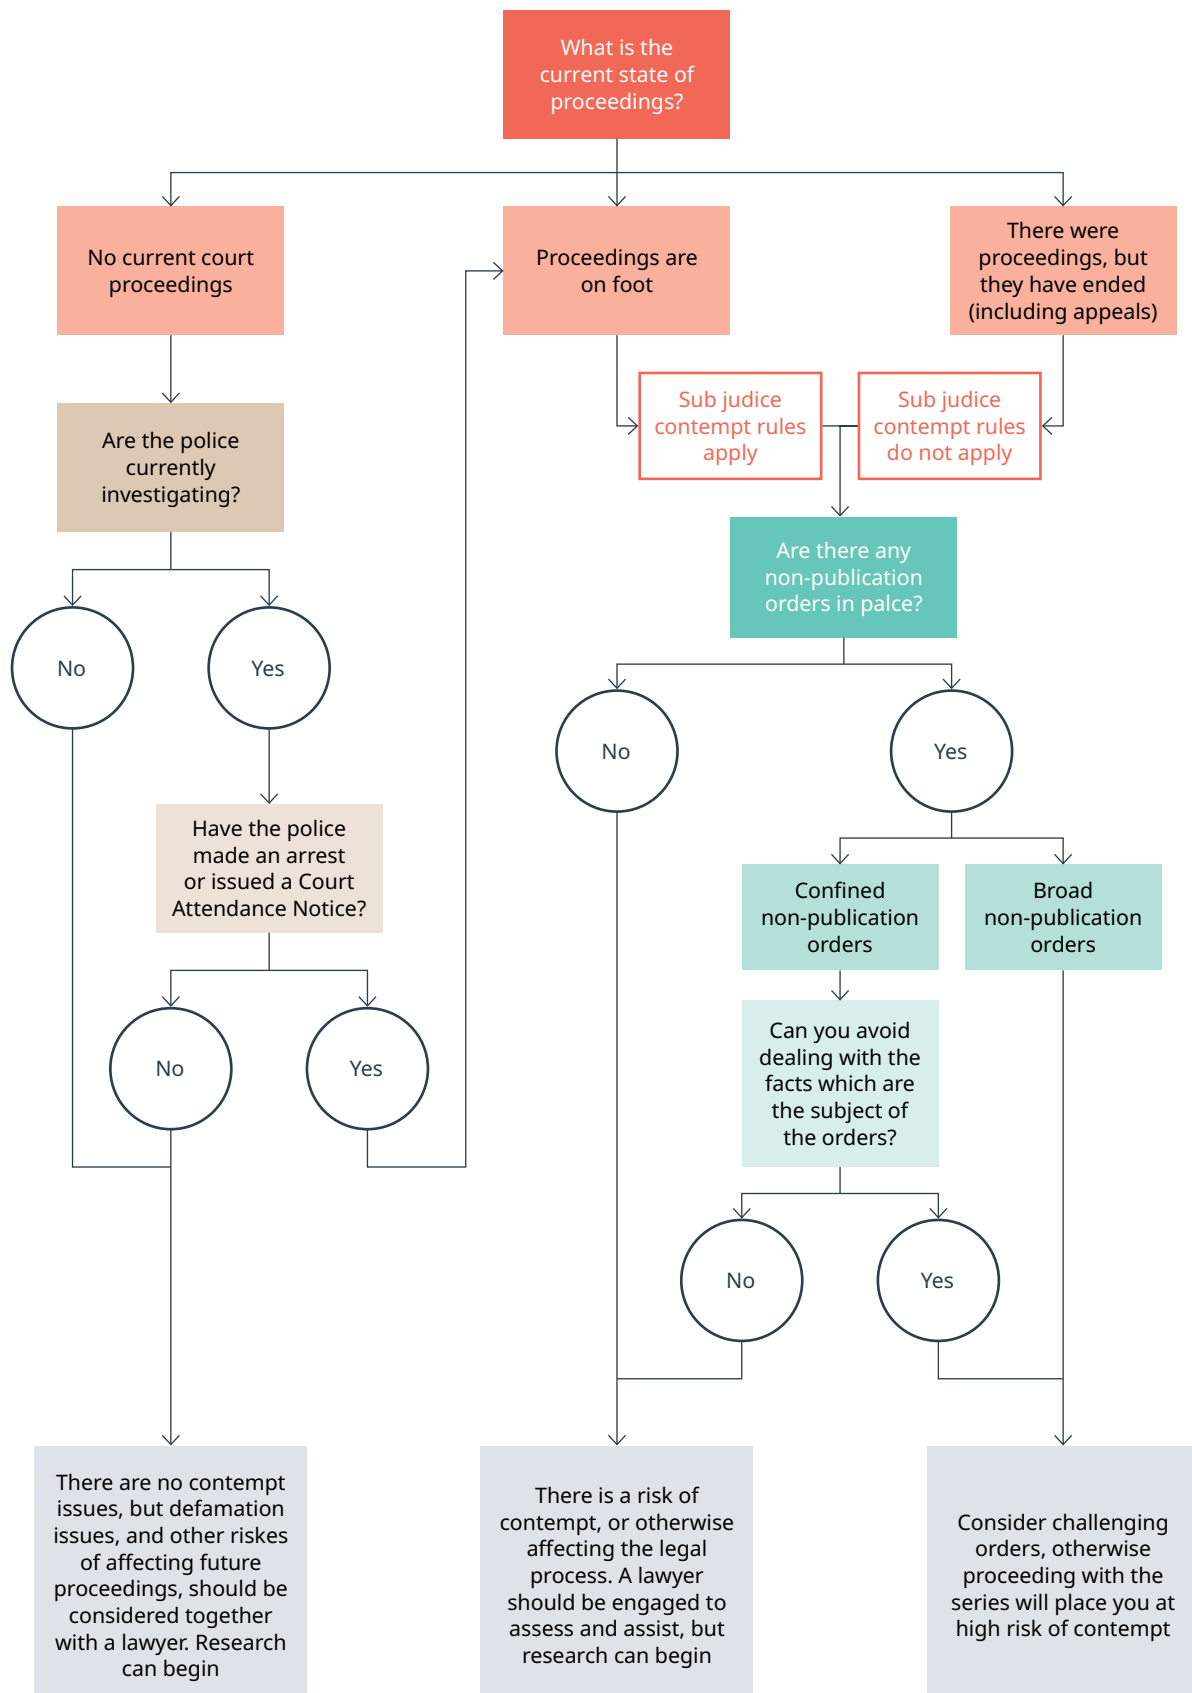 What is the
current state of
proceedings?
No current court
proceedings
Proceedings are
on foot
There were
proceedings, but
they have ended
(including appeals)
Sub judice
contempt rules
apply
Sub judice
contempt rules
do not apply
Are the police
currently
investigating?
Are there any
non-publication
orders in palce?
No
Yes
No
Yes
Have the police
made an arrest
or issued a Court
Attendance Notice?
Confined
non-publication
orders
Broad
non-publication
orders
No
Yes
Can you avoid
dealing with the
facts which are
the subject of
the orders?
No
Yes
There are no contempt
issues, but defamation
issues, and other riskes
of affecting future
proceedings, should be
considered together
with a lawyer. Research
can begin
There is a risk of
contempt, or otherwise
affecting the legal
process. A lawyer
should be engaged to
assess and assist, but
research can begin
Consider challenging
orders, otherwise
proceeding with the
series will place you at
high risk of contempt